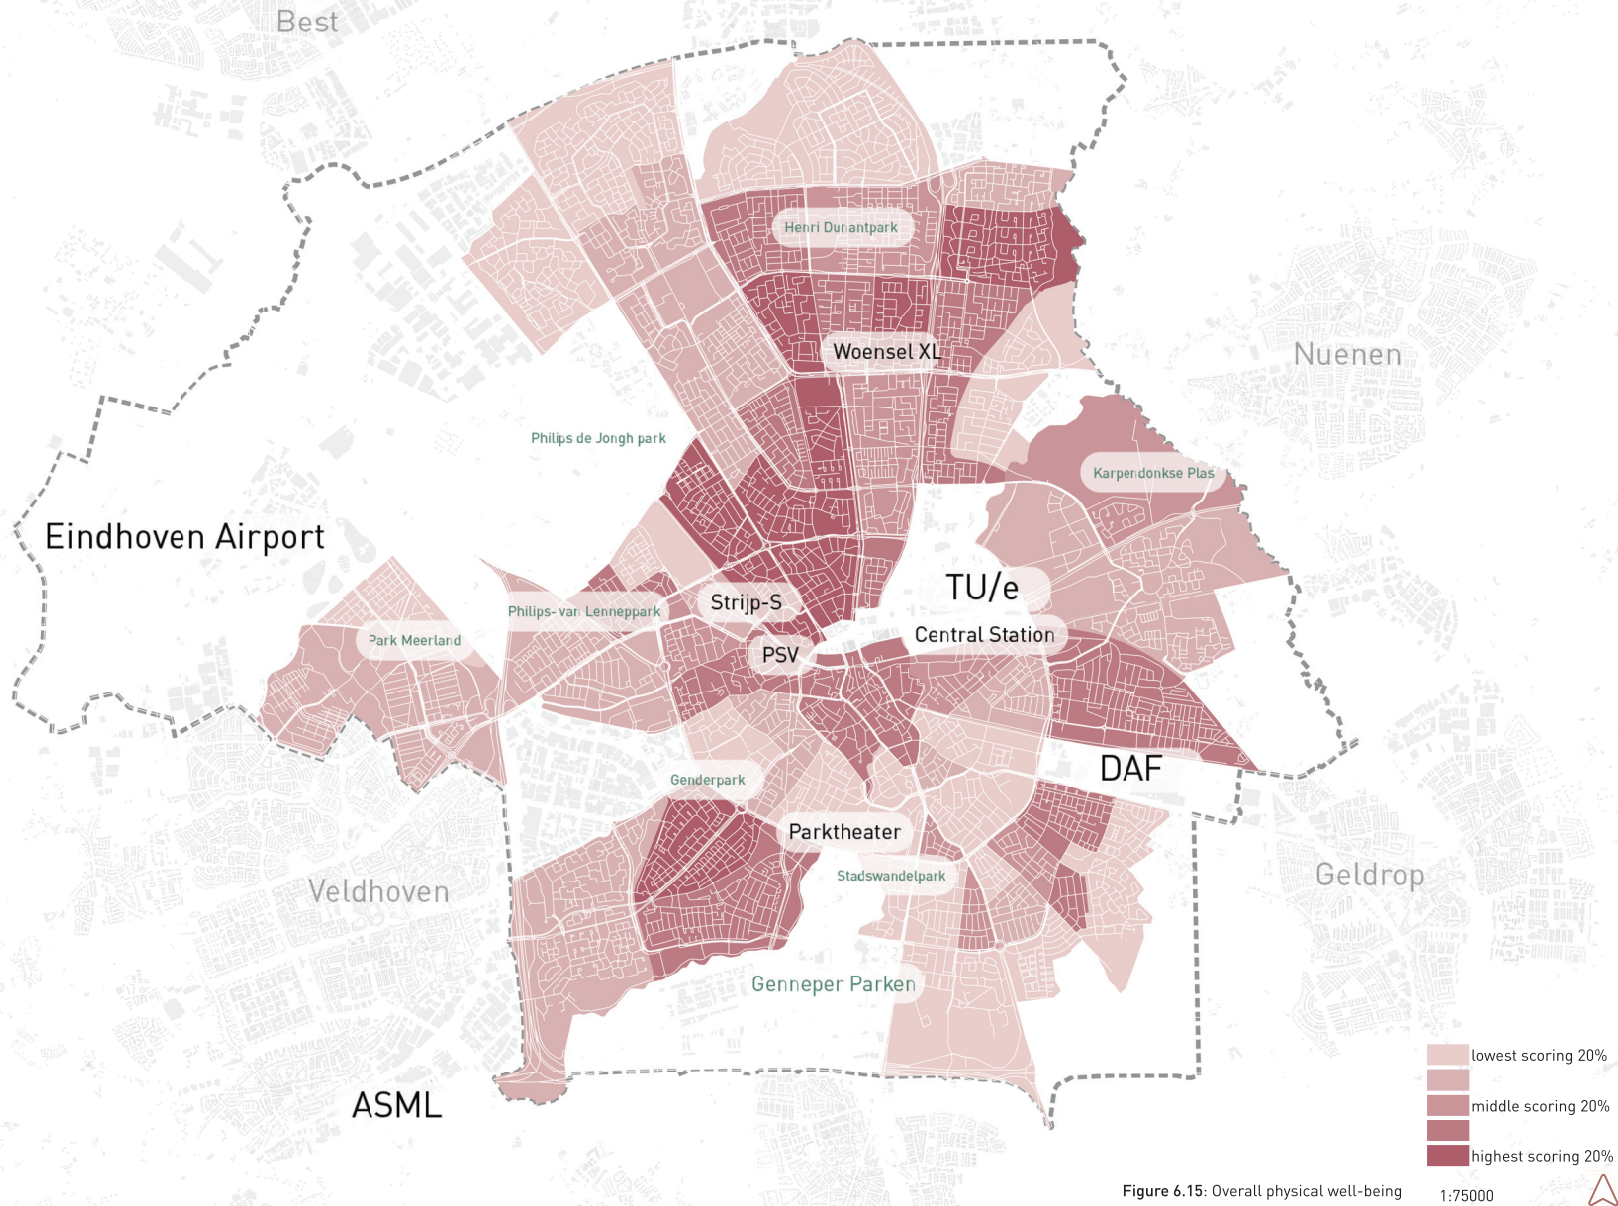 Best
Henri Dunantpark
Woensel XL
Nuenen
Philips de Jongh park
Karpendonkse Plas
Eindhoven Airport
TU/e
Strijp-S
Philips-van Lenneppark
Central Station
Park Meerland
PSV
DAF
Genderpark
Parktheater
Stadswandelpark
Geldrop
Veldhoven
Genneper Parken
ASML
lowest scoring 20%
middle scoring 20%
highest scoring 20%
Figure 6.15: Overall physical well-being
1:75000